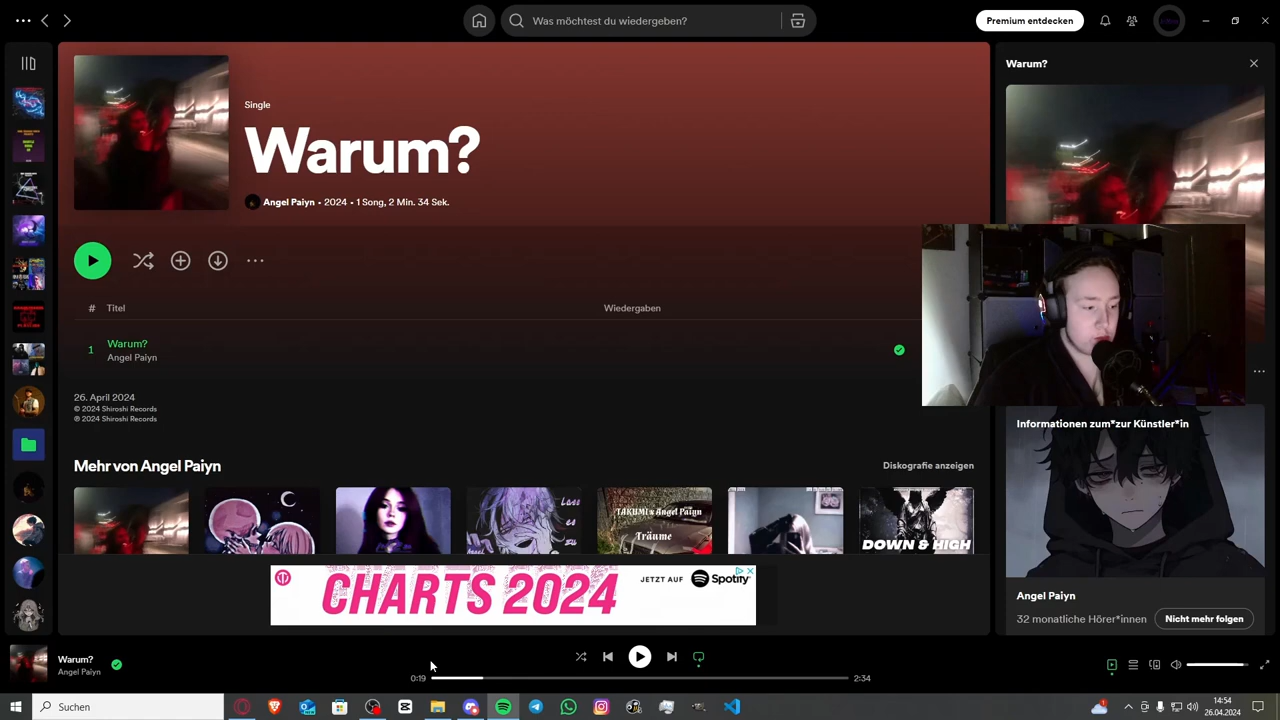 Was möchtest du wiedergeben?
Premium entdecken
Single
Warum?
Angel Paiyn • 2024 • 1 Song, 2 Min. 34 Sek.
# Titel Wiedergaben
1 Warum?
Angel Paiyn
26. April 2024
© 2024 Shiroshi Records
℗ 2024 Shiroshi Records
Mehr von Angel Paiyn
Diskografie anzeigen
TAKUMI x Angel Paiyn
Träume
DOWN & HIGH
CHARTS 2024
JETZT AUF Spotify
Warum?
Informationen zum*zur Künstler*in
Angel Paiyn
32 monatliche Hörer*innen
Nicht mehr folgen
Warum?
Angel Paiyn
0:19
2:34
Suchen
14:54
26.04.2024